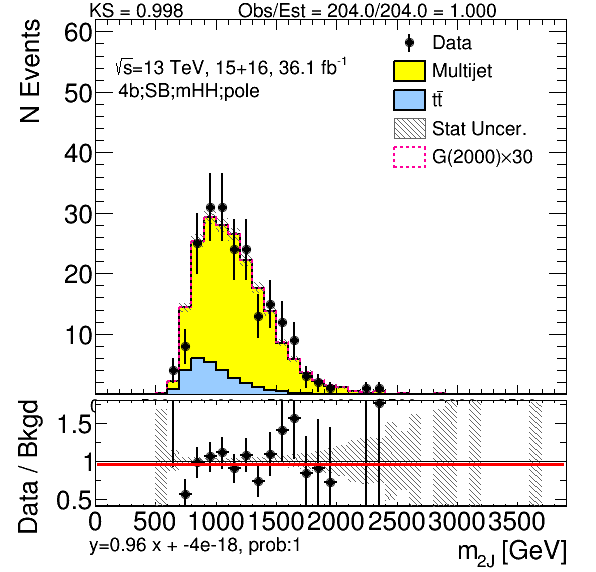 KS = 0.998 Obs/Est = 204.0/204.0 = 1.000
N Events
60
50
40
30
20
10
√s=13 TeV, 15+16, 36.1 fb⁻¹
4b;SB;mHH;pole
Data
Multijet
tt̄
Stat Uncer.
G(2000)×30
Data / Bkgd
1.5
1
0.5
0 500 1000 1500 2000 2500 3000 3500
y=0.96 x + -4e-18, prob:1
m2J [GeV]